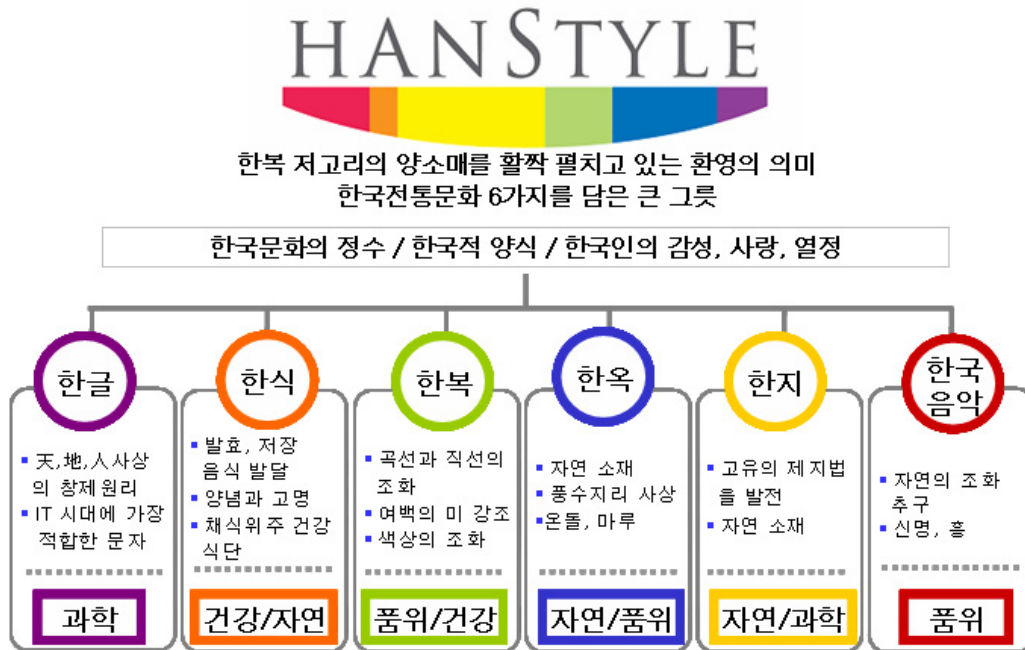 HANSTYLE
한복 저고리의 양소매를 활짝 펼치고 있는 환영의 의미
한국전통문화 6가지를 담은 큰 그릇
한국문화의 정수 / 한국적 양식 / 한국인의 감성, 사랑, 열정
한글
▪ 天,地,人사상
의 창제원리
▪ IT 시대에 가장
적합한 문자
과학
한식
▪ 발효, 저장
음식 발달
▪ 양념과 고명
▪ 채식위주 건강
식단
건강/자연
한복
▪ 곡선과 직선의
조화
▪ 여백의 미 강조
▪ 색상의 조화
품위/건강
한옥
▪ 자연 소재
▪ 풍수지리 사상
▪온돌, 마루
자연/품위
한지
▪ 고유의 제지법
을 발전
▪ 자연 소재
자연/과학
한국
음악
▪ 자연의 조화
추구
▪ 신명, 흥
품위